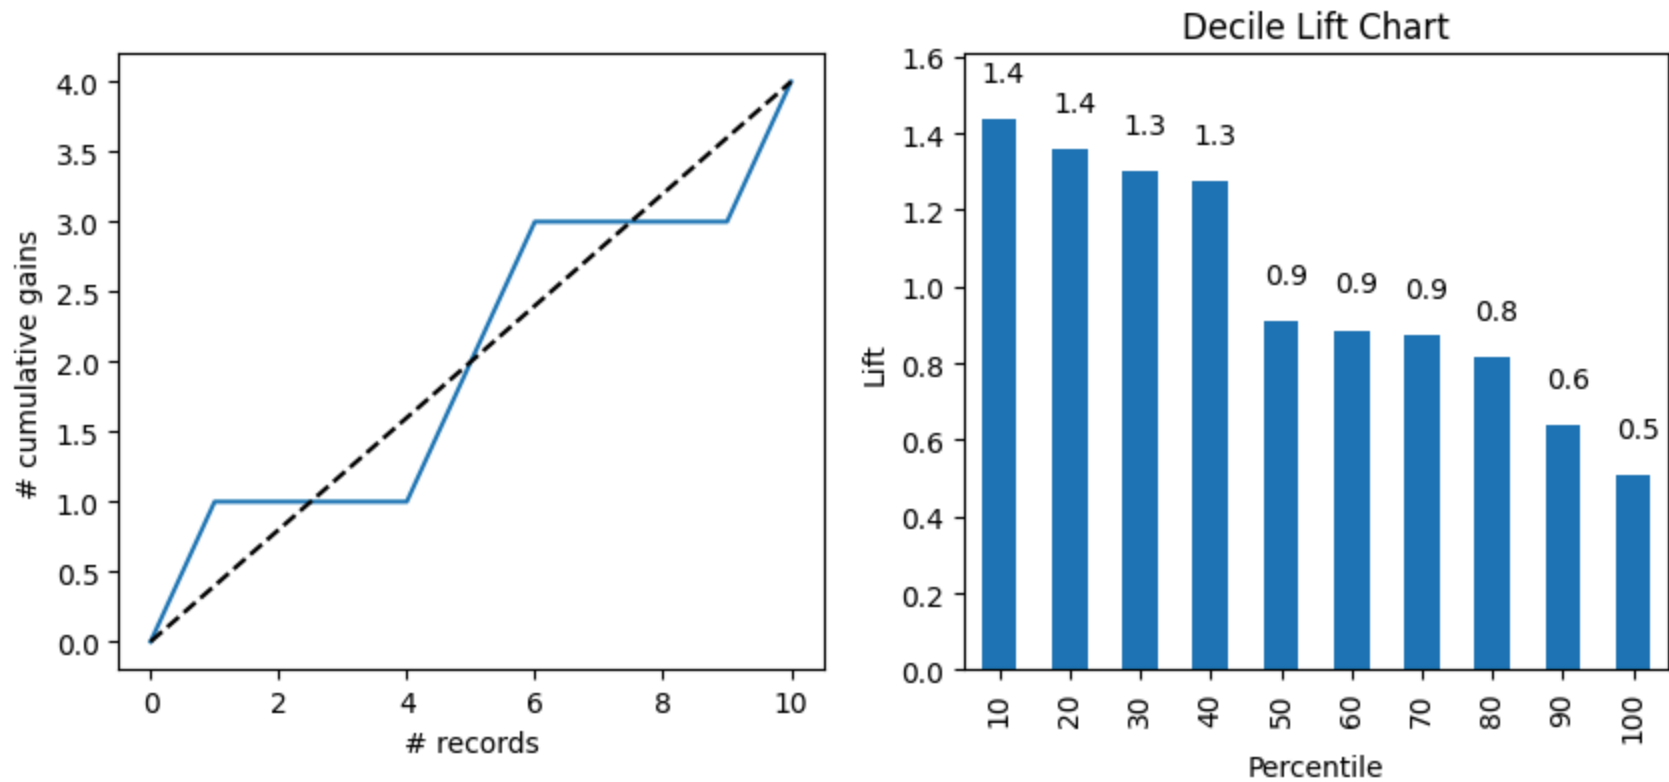 4.0
3.5
3.0
2.5
2.0
1.5
1.0
0.5
0.0
# cumulative gains
0 2 4 6 8 10
# records
Decile Lift Chart
1.6
1.4
1.2
1.0
0.8
0.6
0.4
0.2
0.0
Lift
1.4 1.4 1.3 1.3 0.9 0.9 0.9 0.8 0.6 0.5
10 20 30 40 50 60 70 80 90 100
Percentile